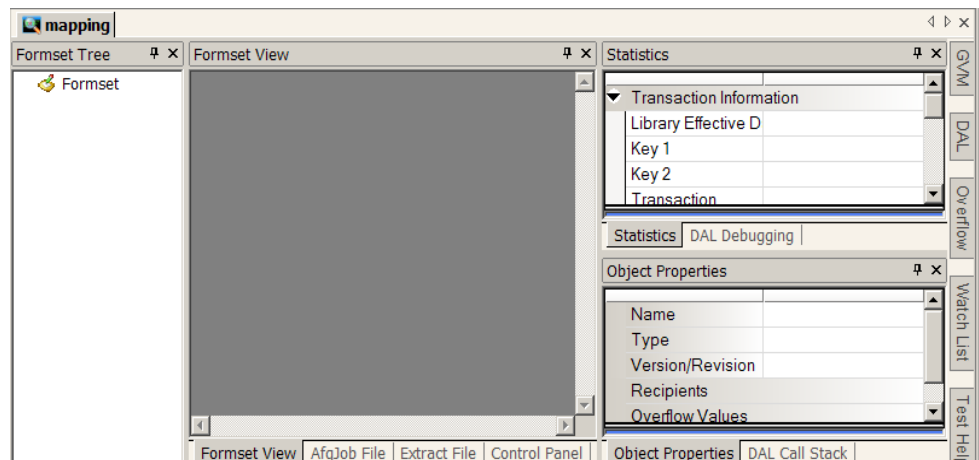 mapping
Formset Tree
Formset
Formset View
Formset View AfgJob File Extract File Control Panel
Statistics
Transaction Information
Library Effective D
Key 1
Key 2
Transaction
Statistics DAL Debugging
Object Properties
Name
Type
Version/Revision
Recipients
Overflow Values
Object Properties DAL Call Stack
GVM
DAL
Overflow
Watch List
Test Help